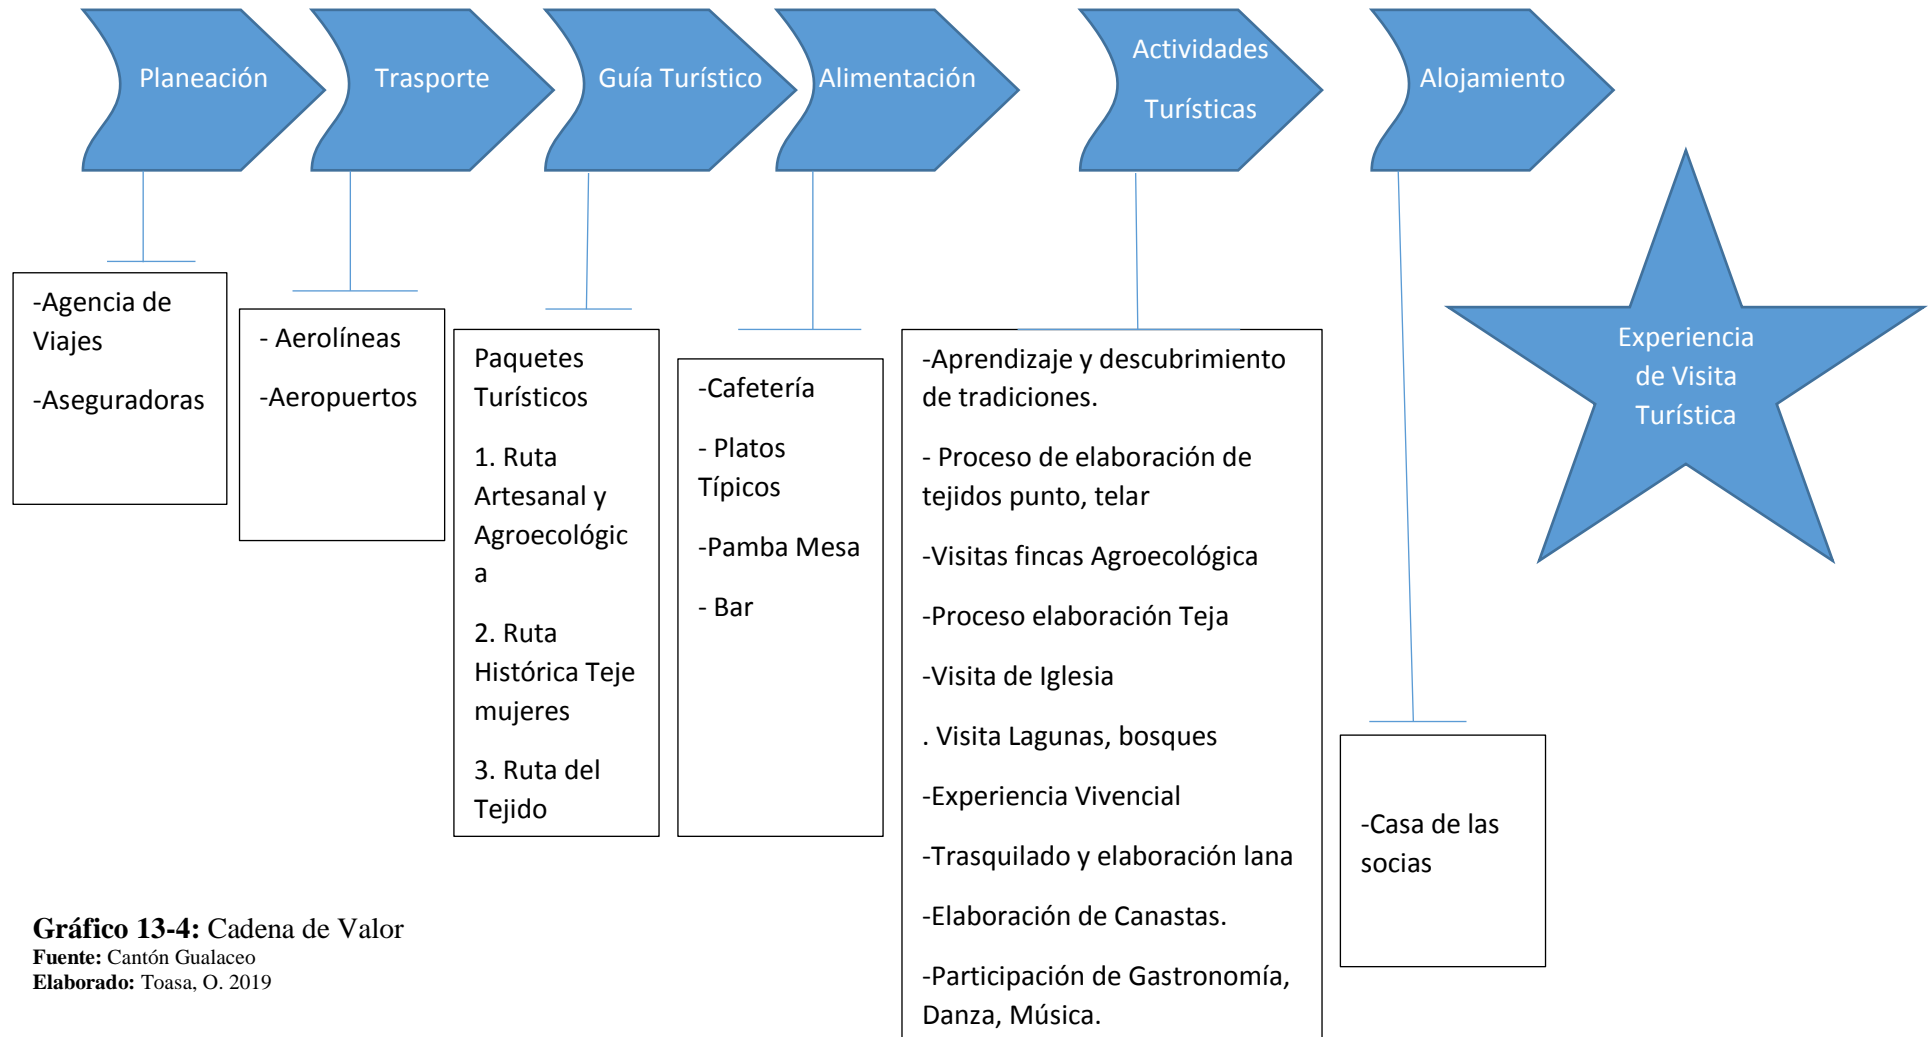 Planeación
Trasporte
Guía Turístico
Alimentación
Actividades
Turísticas
Alojamiento
-Agencia de
Viajes
-Aseguradoras
- Aerolíneas
-Aeropuertos
Paquetes
Turísticos
1. Ruta
Artesanal y
Agroecológic
a
2. Ruta
Histórica Teje
mujeres
3. Ruta del
Tejido
-Cafetería
- Platos
Típicos
-Pamba Mesa
- Bar
-Aprendizaje y descubrimiento
de tradiciones.
- Proceso de elaboración de
tejidos punto, telar
-Visitas fincas Agroecológica
-Proceso elaboración Teja
-Visita de Iglesia
. Visita Lagunas, bosques
-Experiencia Vivencial
-Trasquilado y elaboración lana
-Elaboración de Canastas.
-Participación de Gastronomía,
Danza, Música.
-Casa de las
socias
Experiencia
de Visita
Turística
Gráfico 13-4: Cadena de Valor
Fuente: Cantón Gualaceo
Elaborado: Toasa, O. 2019